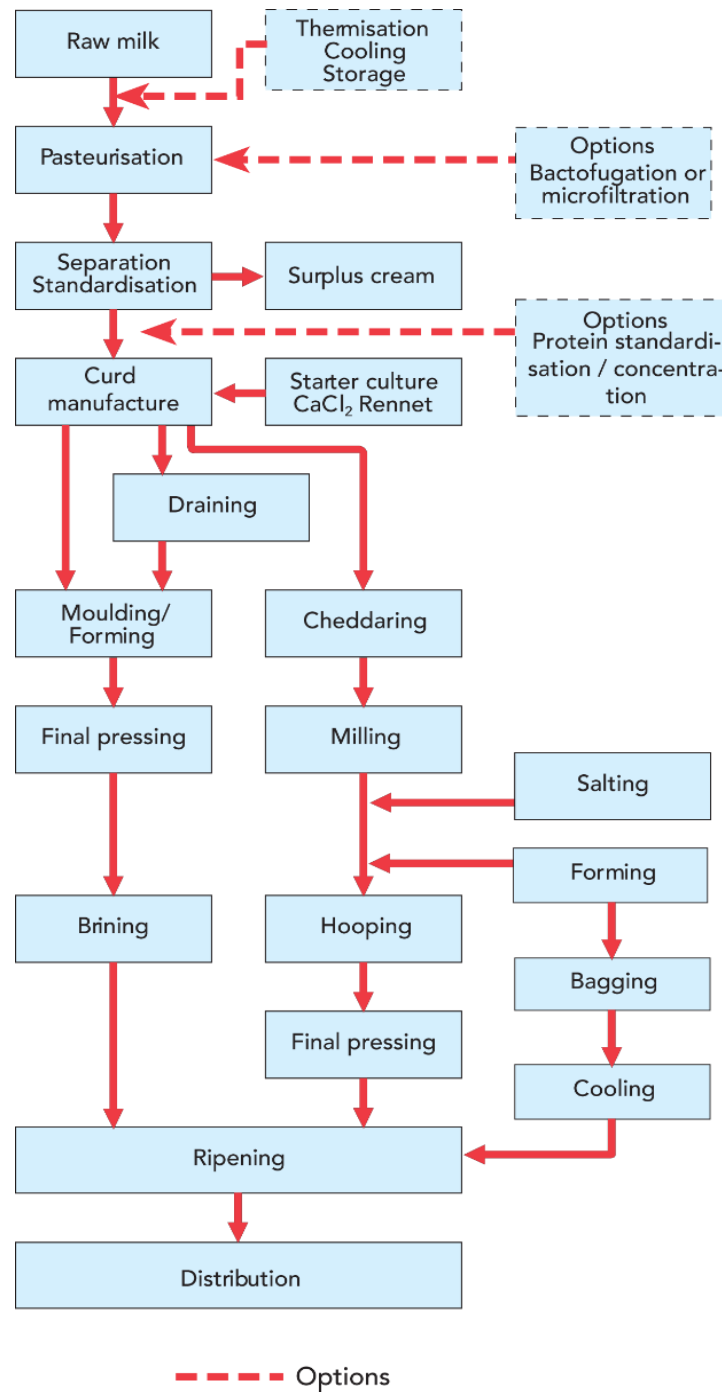 Raw milk
Thermisation
Cooling
Storage
Pasteurisation
Options
Bactofugation or
microfiltration
Separation
Standardisation
Surplus cream
Options
Protein standardi-
sation / concentra-
tion
Curd
manufacture
Starter culture
CaCl₂ Rennet
Draining
Moulding/
Forming
Cheddaring
Final pressing
Milling
Salting
Forming
Brining
Hooping
Bagging
Final pressing
Cooling
Ripening
Distribution
Options